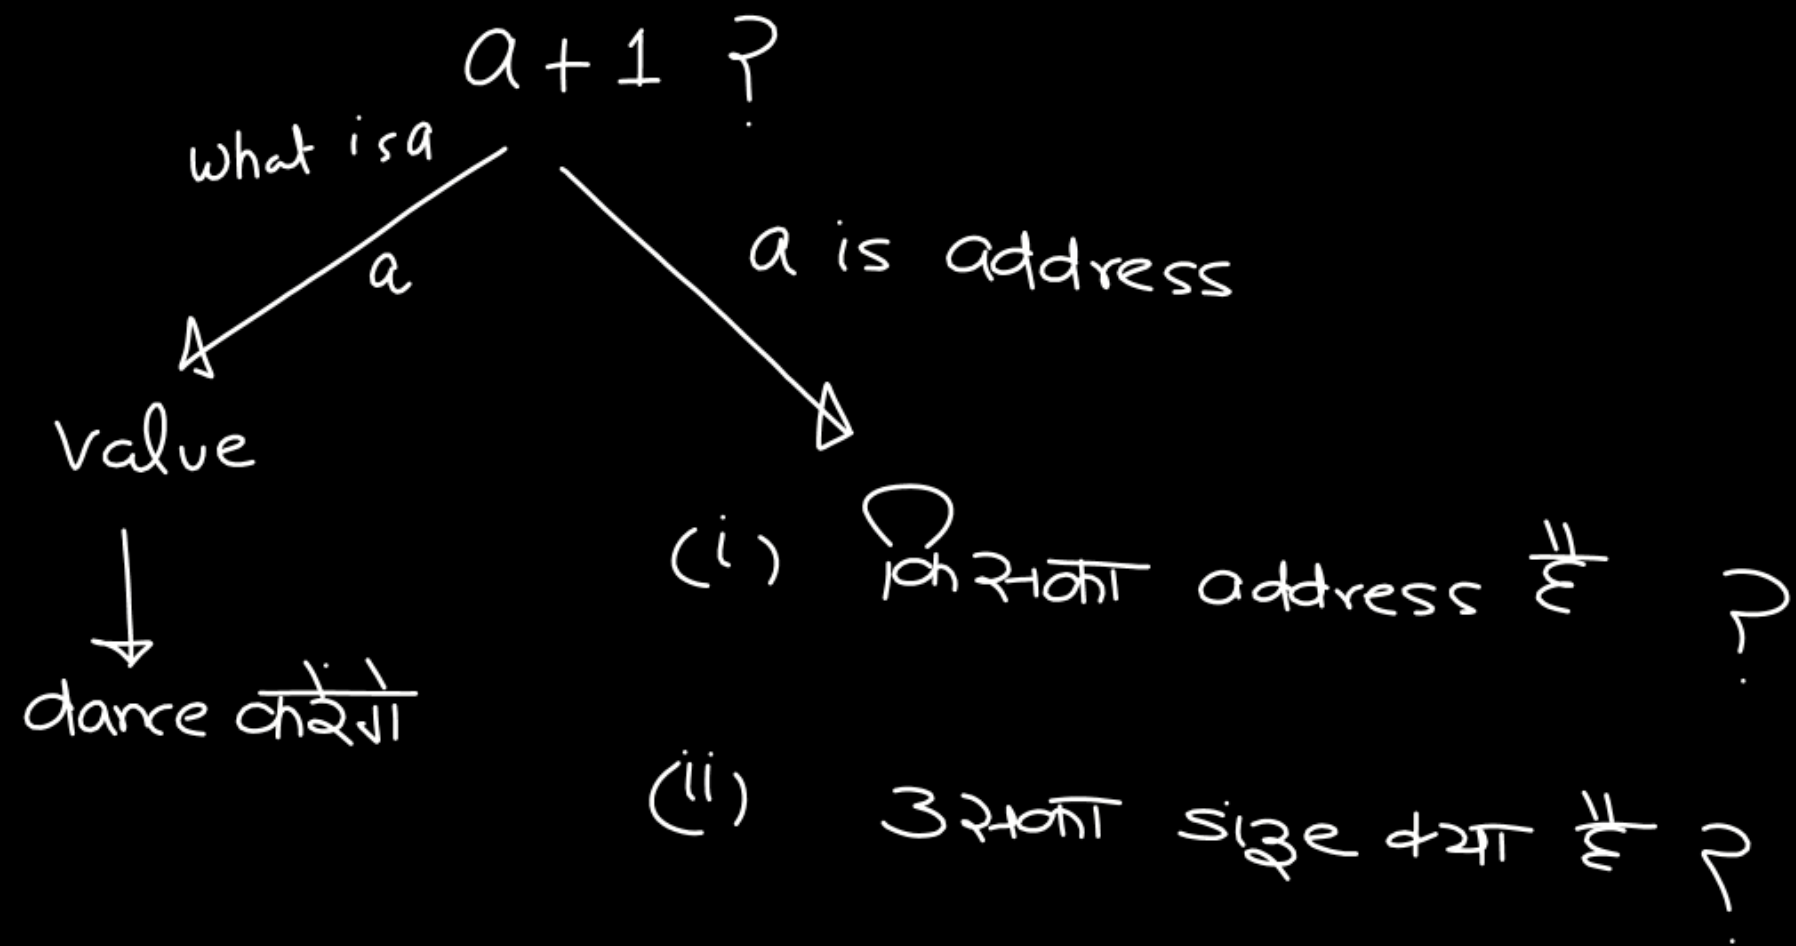 a + 1 ?
what is a
a is address
a
value
(i) किसका address है ?
dance करेंगे
(ii) उसका size क्या है ?